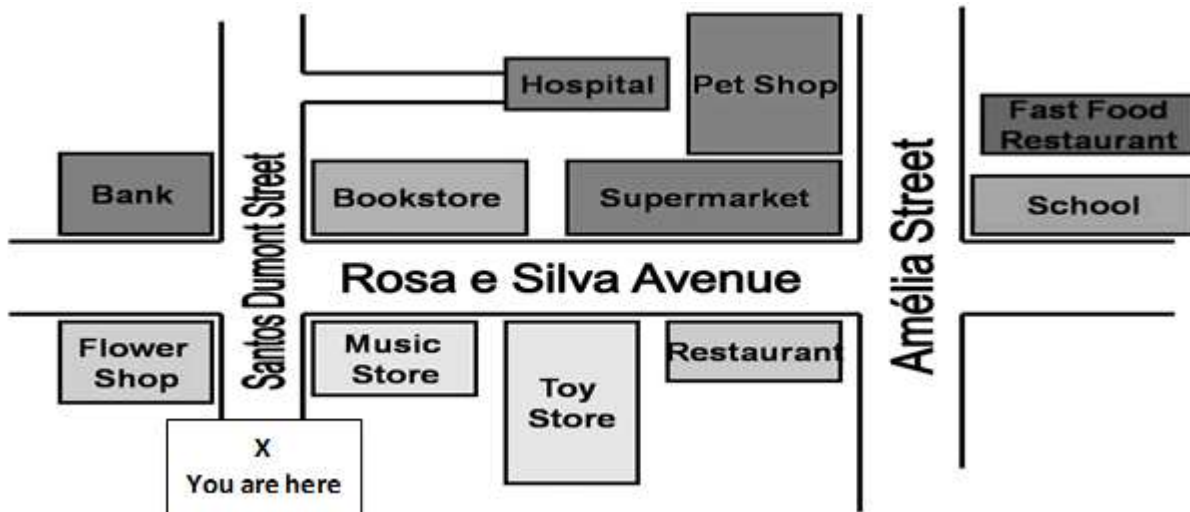 Hospital
Pet Shop
Fast Food
Restaurant
Bank
Santos Dumont Street
Bookstore
Supermarket
Amélia Street
School
Rosa e Silva Avenue
Flower
Shop
Music
Store
Toy
Store
Restaurant
X
You are here